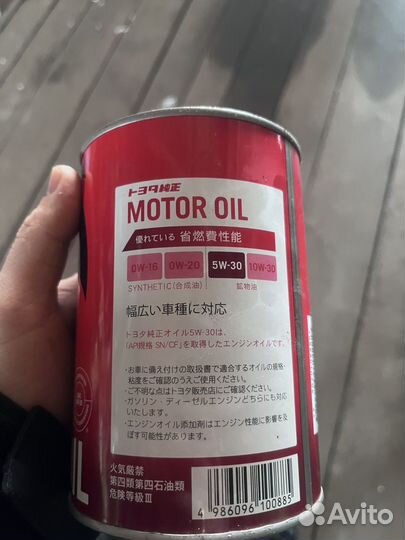 トヨタ純正
MOTOR OIL
優れている 省燃費性能
0W-16 0W-20 5W-30 10W-30
SYNTHETIC(合成油) 鉱物油
幅広い車種に対応
トヨタ純正オイル5W-30は、
「API規格 SN/CF」を取得したエンジンオイルです。
・お車に備え付けの取扱書で適合するオイルの規格・
粘度をご確認のうえご使用ください。
・ご不明な点はトヨタ販売店にご確認ください。
・ガソリン・ディーゼルエンジンどちらにも対応
いたします。
・エンジンオイル添加剤はエンジン性能に影響を及
ぼす可能性があります。
火気厳禁
第四類第四石油類
危険等級Ⅲ
4 986096 100885
IL
Avito